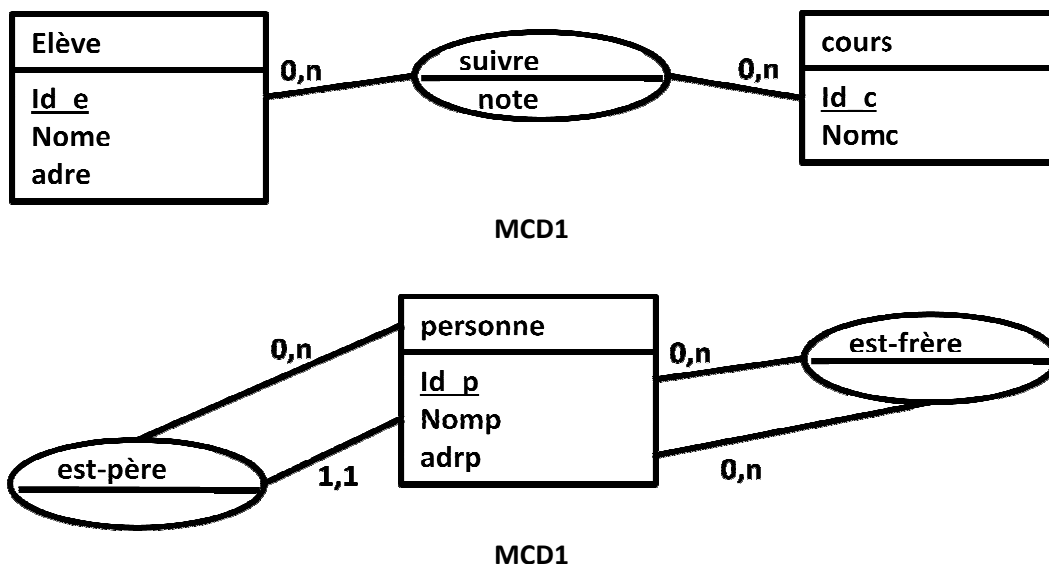 Elève
cours
0,n
suivre
0,n
Id_e
note
Id_c
Nome
Nomc
adre
MCD1
personne
0,n
0,n
est-frère
Id_p
Nomp
est-père
1,1
adrp
0,n
MCD1